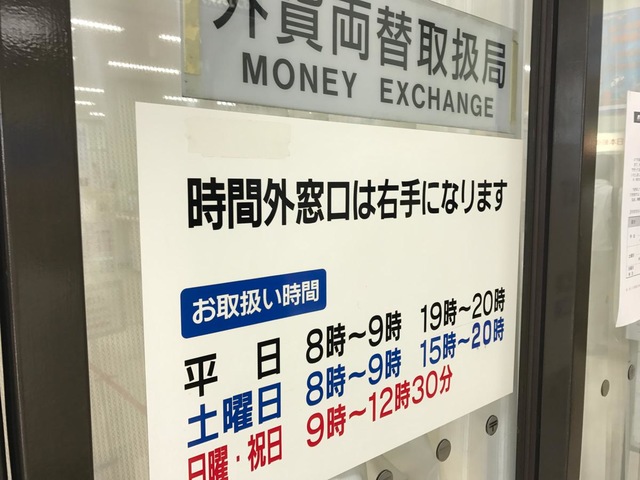 外貨両替取扱局
MONEY EXCHANGE
時間外窓口は右手になります
お取扱い時間
平日 8時～9時 19時～20時
土曜日 8時～9時 15時～20時
日曜・祝日 9時～12時30分